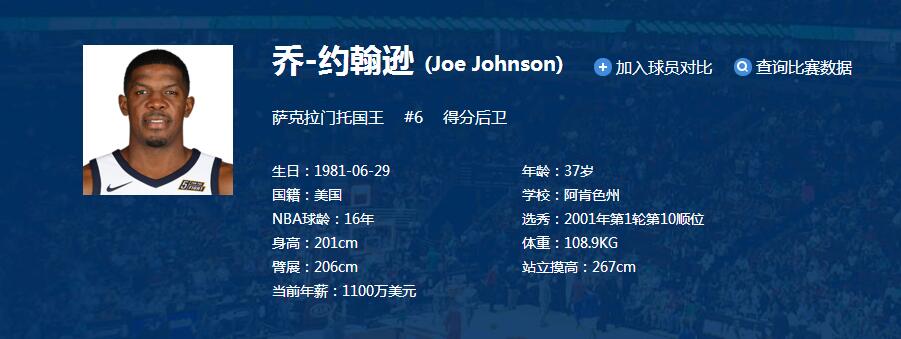 乔-约翰逊 (Joe Johnson) 加入球员对比 查询比赛数据
萨克拉门托国王 #6 得分后卫
生日：1981-06-29 年龄：37岁
国籍：美国 学校：阿肯色州
NBA球龄：16年 选秀：2001年第1轮第10顺位
身高：201cm 体重：108.9KG
臂展：206cm 站立摸高：267cm
当前年薪：1100万美元